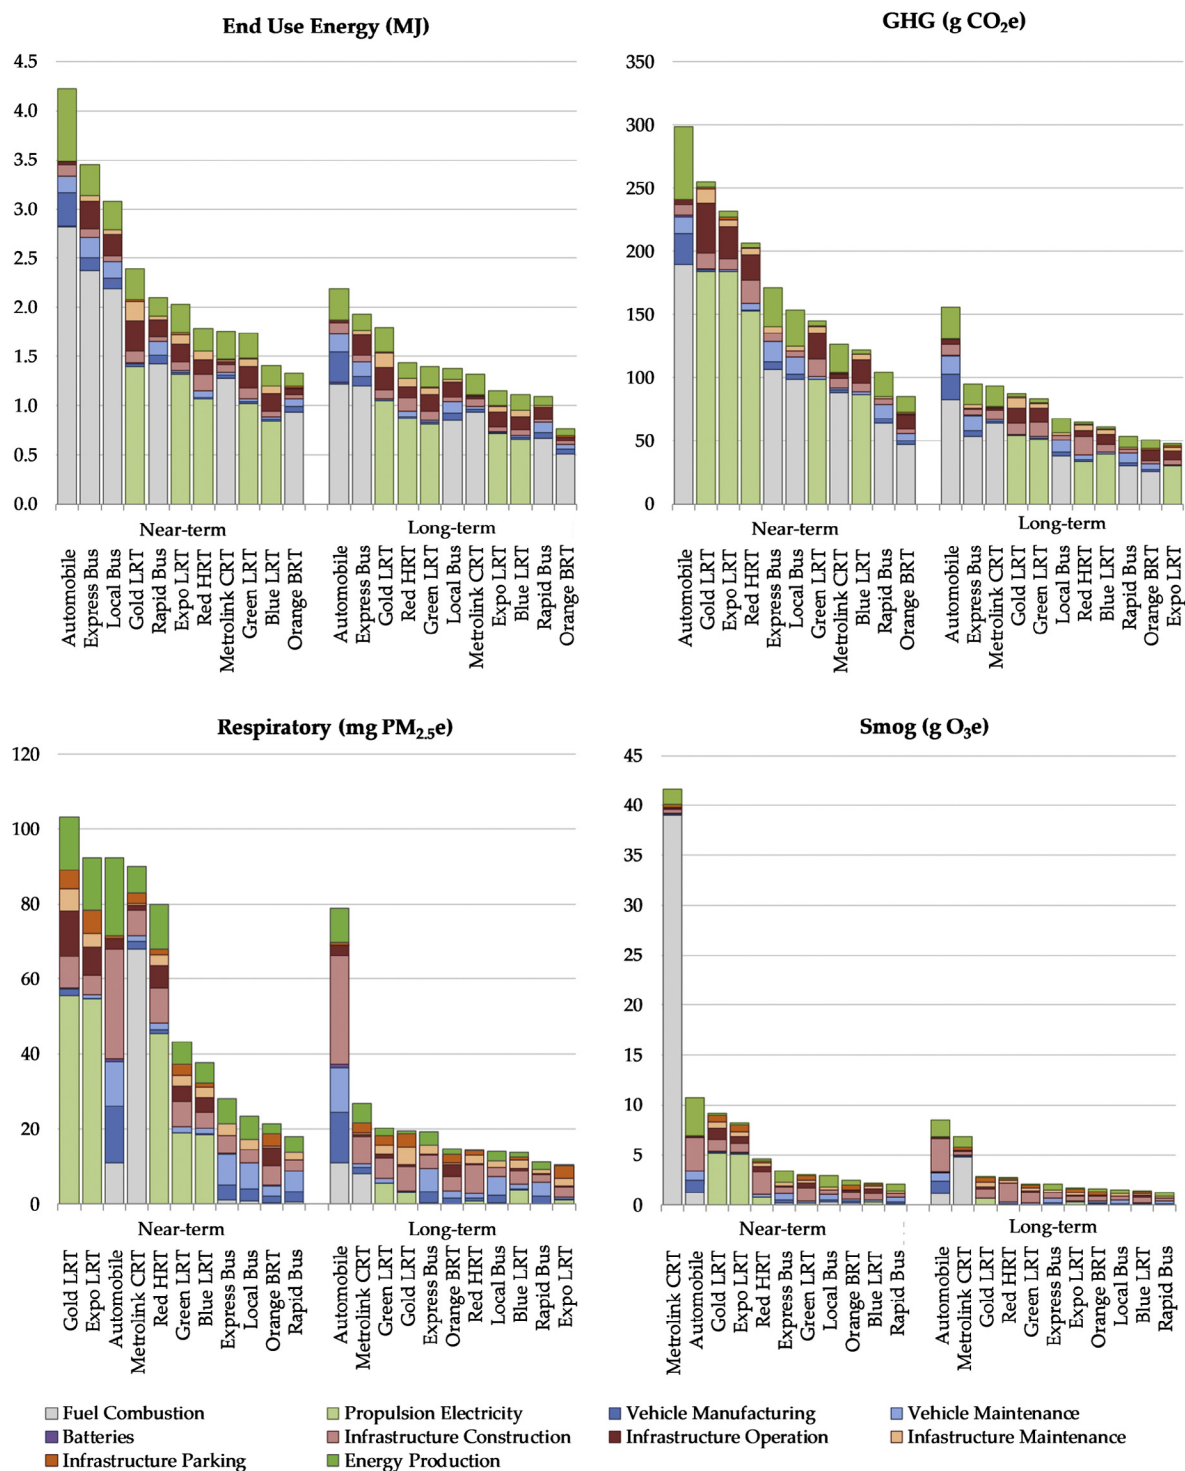 End Use Energy (MJ)
4.5
4.0
3.5
3.0
2.5
2.0
1.5
1.0
0.5
0.0
Near-term
Long-term
Automobile
Express Bus
Local Bus
Gold LRT
Rapid Bus
Expo LRT
Red HRT
Metrolink CRT
Green LRT
Blue LRT
Orange BRT
Automobile
Express Bus
Gold LRT
Red HRT
Green LRT
Local Bus
Metrolink CRT
Expo LRT
Blue LRT
Rapid Bus
Orange BRT
GHG (g CO₂e)
350
300
250
200
150
100
50
0
Near-term
Long-term
Automobile
Gold LRT
Expo LRT
Red HRT
Express Bus
Local Bus
Green LRT
Metrolink CRT
Blue LRT
Rapid Bus
Orange BRT
Automobile
Express Bus
Metrolink CRT
Gold LRT
Green LRT
Local Bus
Red HRT
Blue LRT
Rapid Bus
Orange BRT
Expo LRT
Respiratory (mg PM₂.₅e)
120
100
80
60
40
20
0
Near-term
Long-term
Gold LRT
Expo LRT
Automobile
Metrolink CRT
Red HRT
Green LRT
Blue LRT
Express Bus
Local Bus
Orange BRT
Rapid Bus
Automobile
Metrolink CRT
Green LRT
Gold LRT
Express Bus
Orange BRT
Red HRT
Local Bus
Blue LRT
Rapid Bus
Expo LRT
Smog (g O₃e)
45
40
35
30
25
20
15
10
5
0
Near-term
Long-term
Metrolink CRT
Automobile
Gold LRT
Expo LRT
Red HRT
Express Bus
Green LRT
Local Bus
Orange BRT
Blue LRT
Rapid Bus
Automobile
Metrolink CRT
Gold LRT
Red HRT
Green LRT
Express Bus
Expo LRT
Orange BRT
Local Bus
Blue LRT
Rapid Bus
Fuel Combustion
Propulsion Electricity
Vehicle Manufacturing
Vehicle Maintenance
Batteries
Infrastructure Construction
Infrastructure Operation
Infastructure Maintenance
Infrastructure Parking
Energy Production